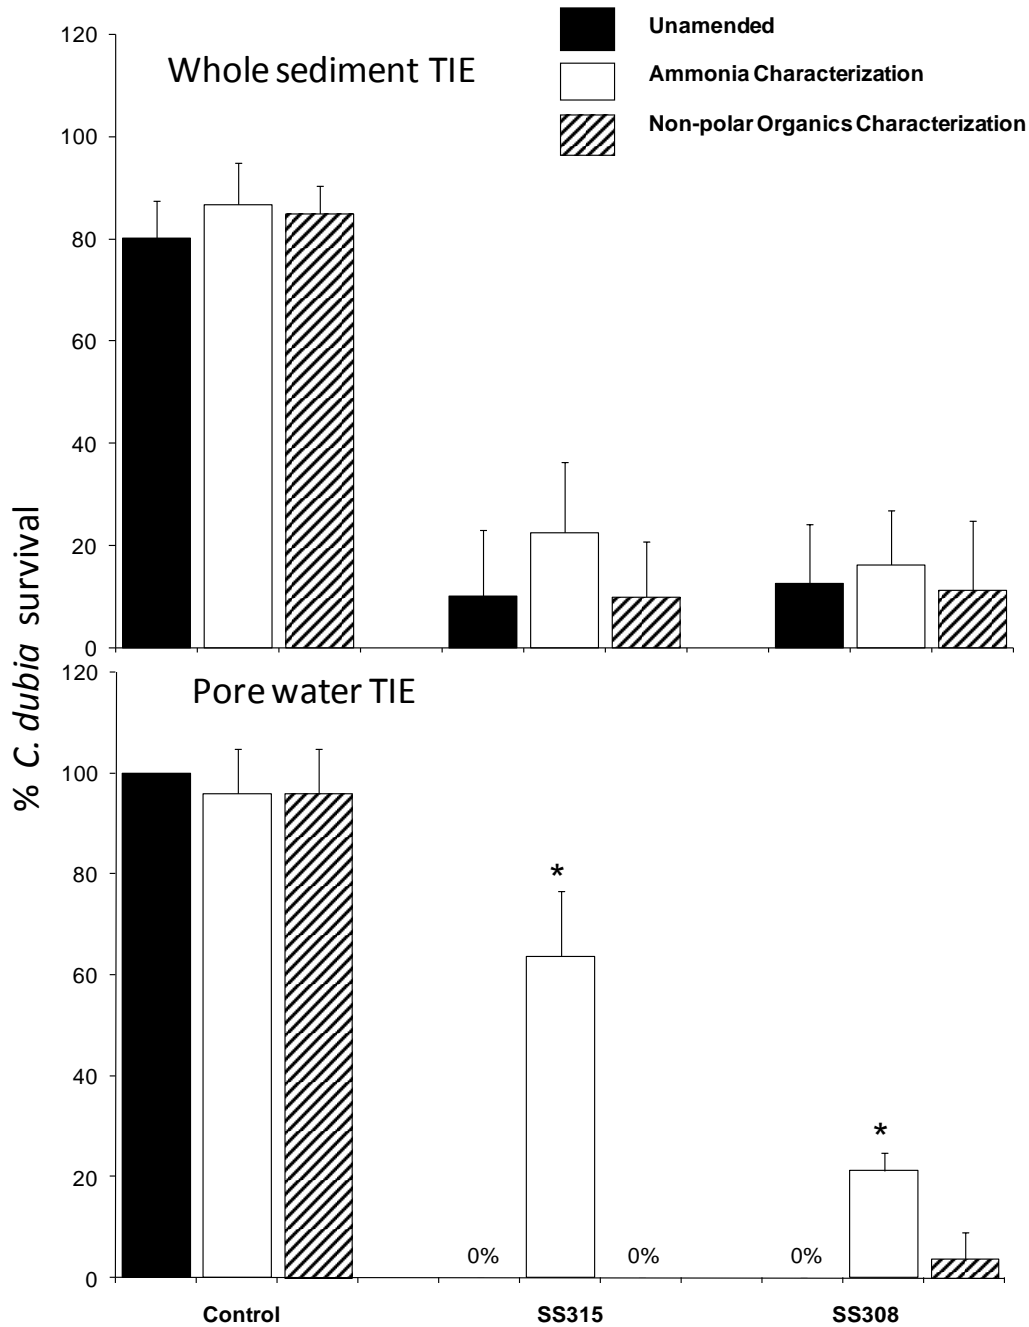 Unamended
Ammonia Characterization
Non-polar Organics Characterization
Whole sediment TIE
120
100
80
60
40
20
0
% C. dubia survival
Pore water TIE
120
100
80
60
40
20
0
*
*
0%
0%
0%
Control
SS315
SS308